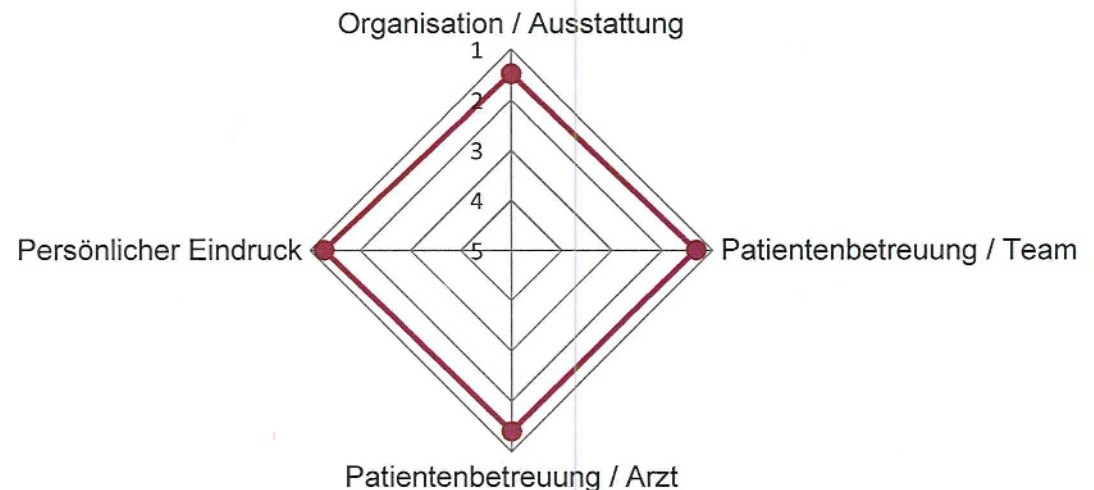 Organisation / Ausstattung
1
2
3
4
5
Persönlicher Eindruck
Patientenbetreuung / Team
Patientenbetreuung / Arzt